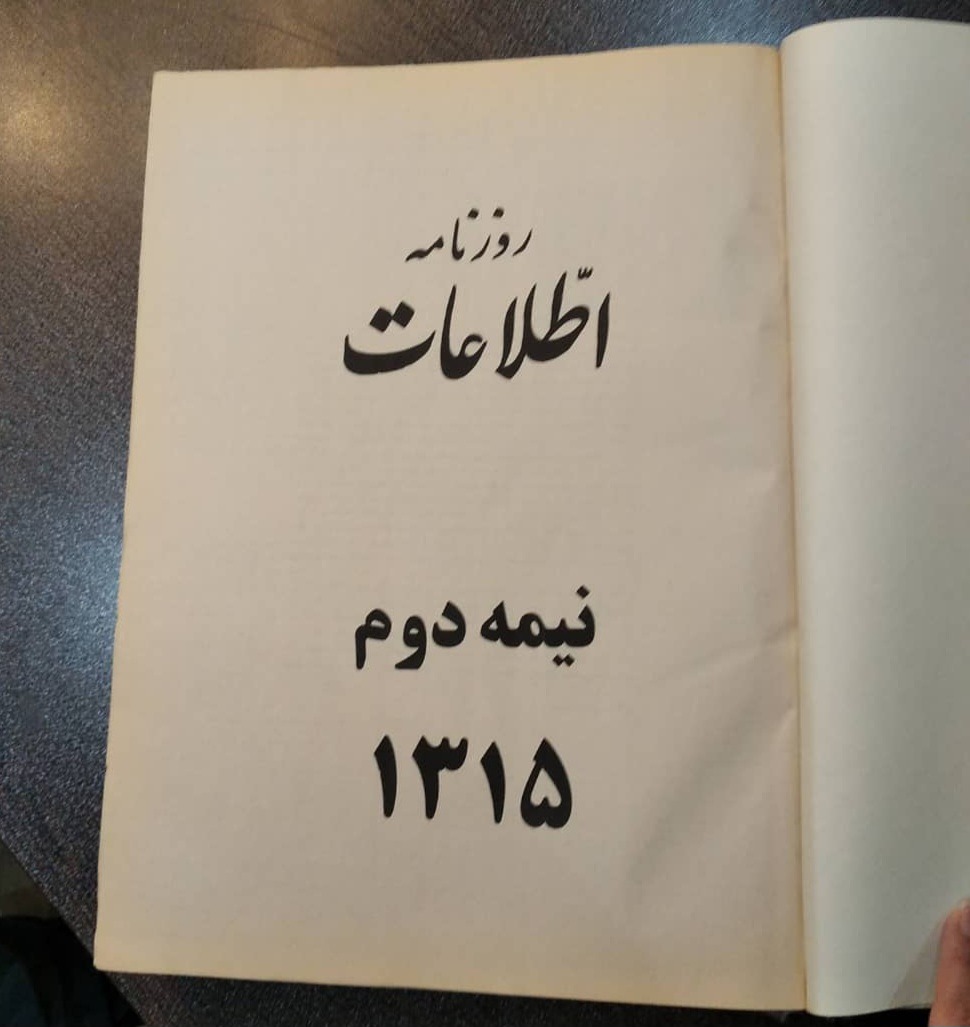 روزنامه
اطّلاعات
نیمه دوم
۱۳۱۵